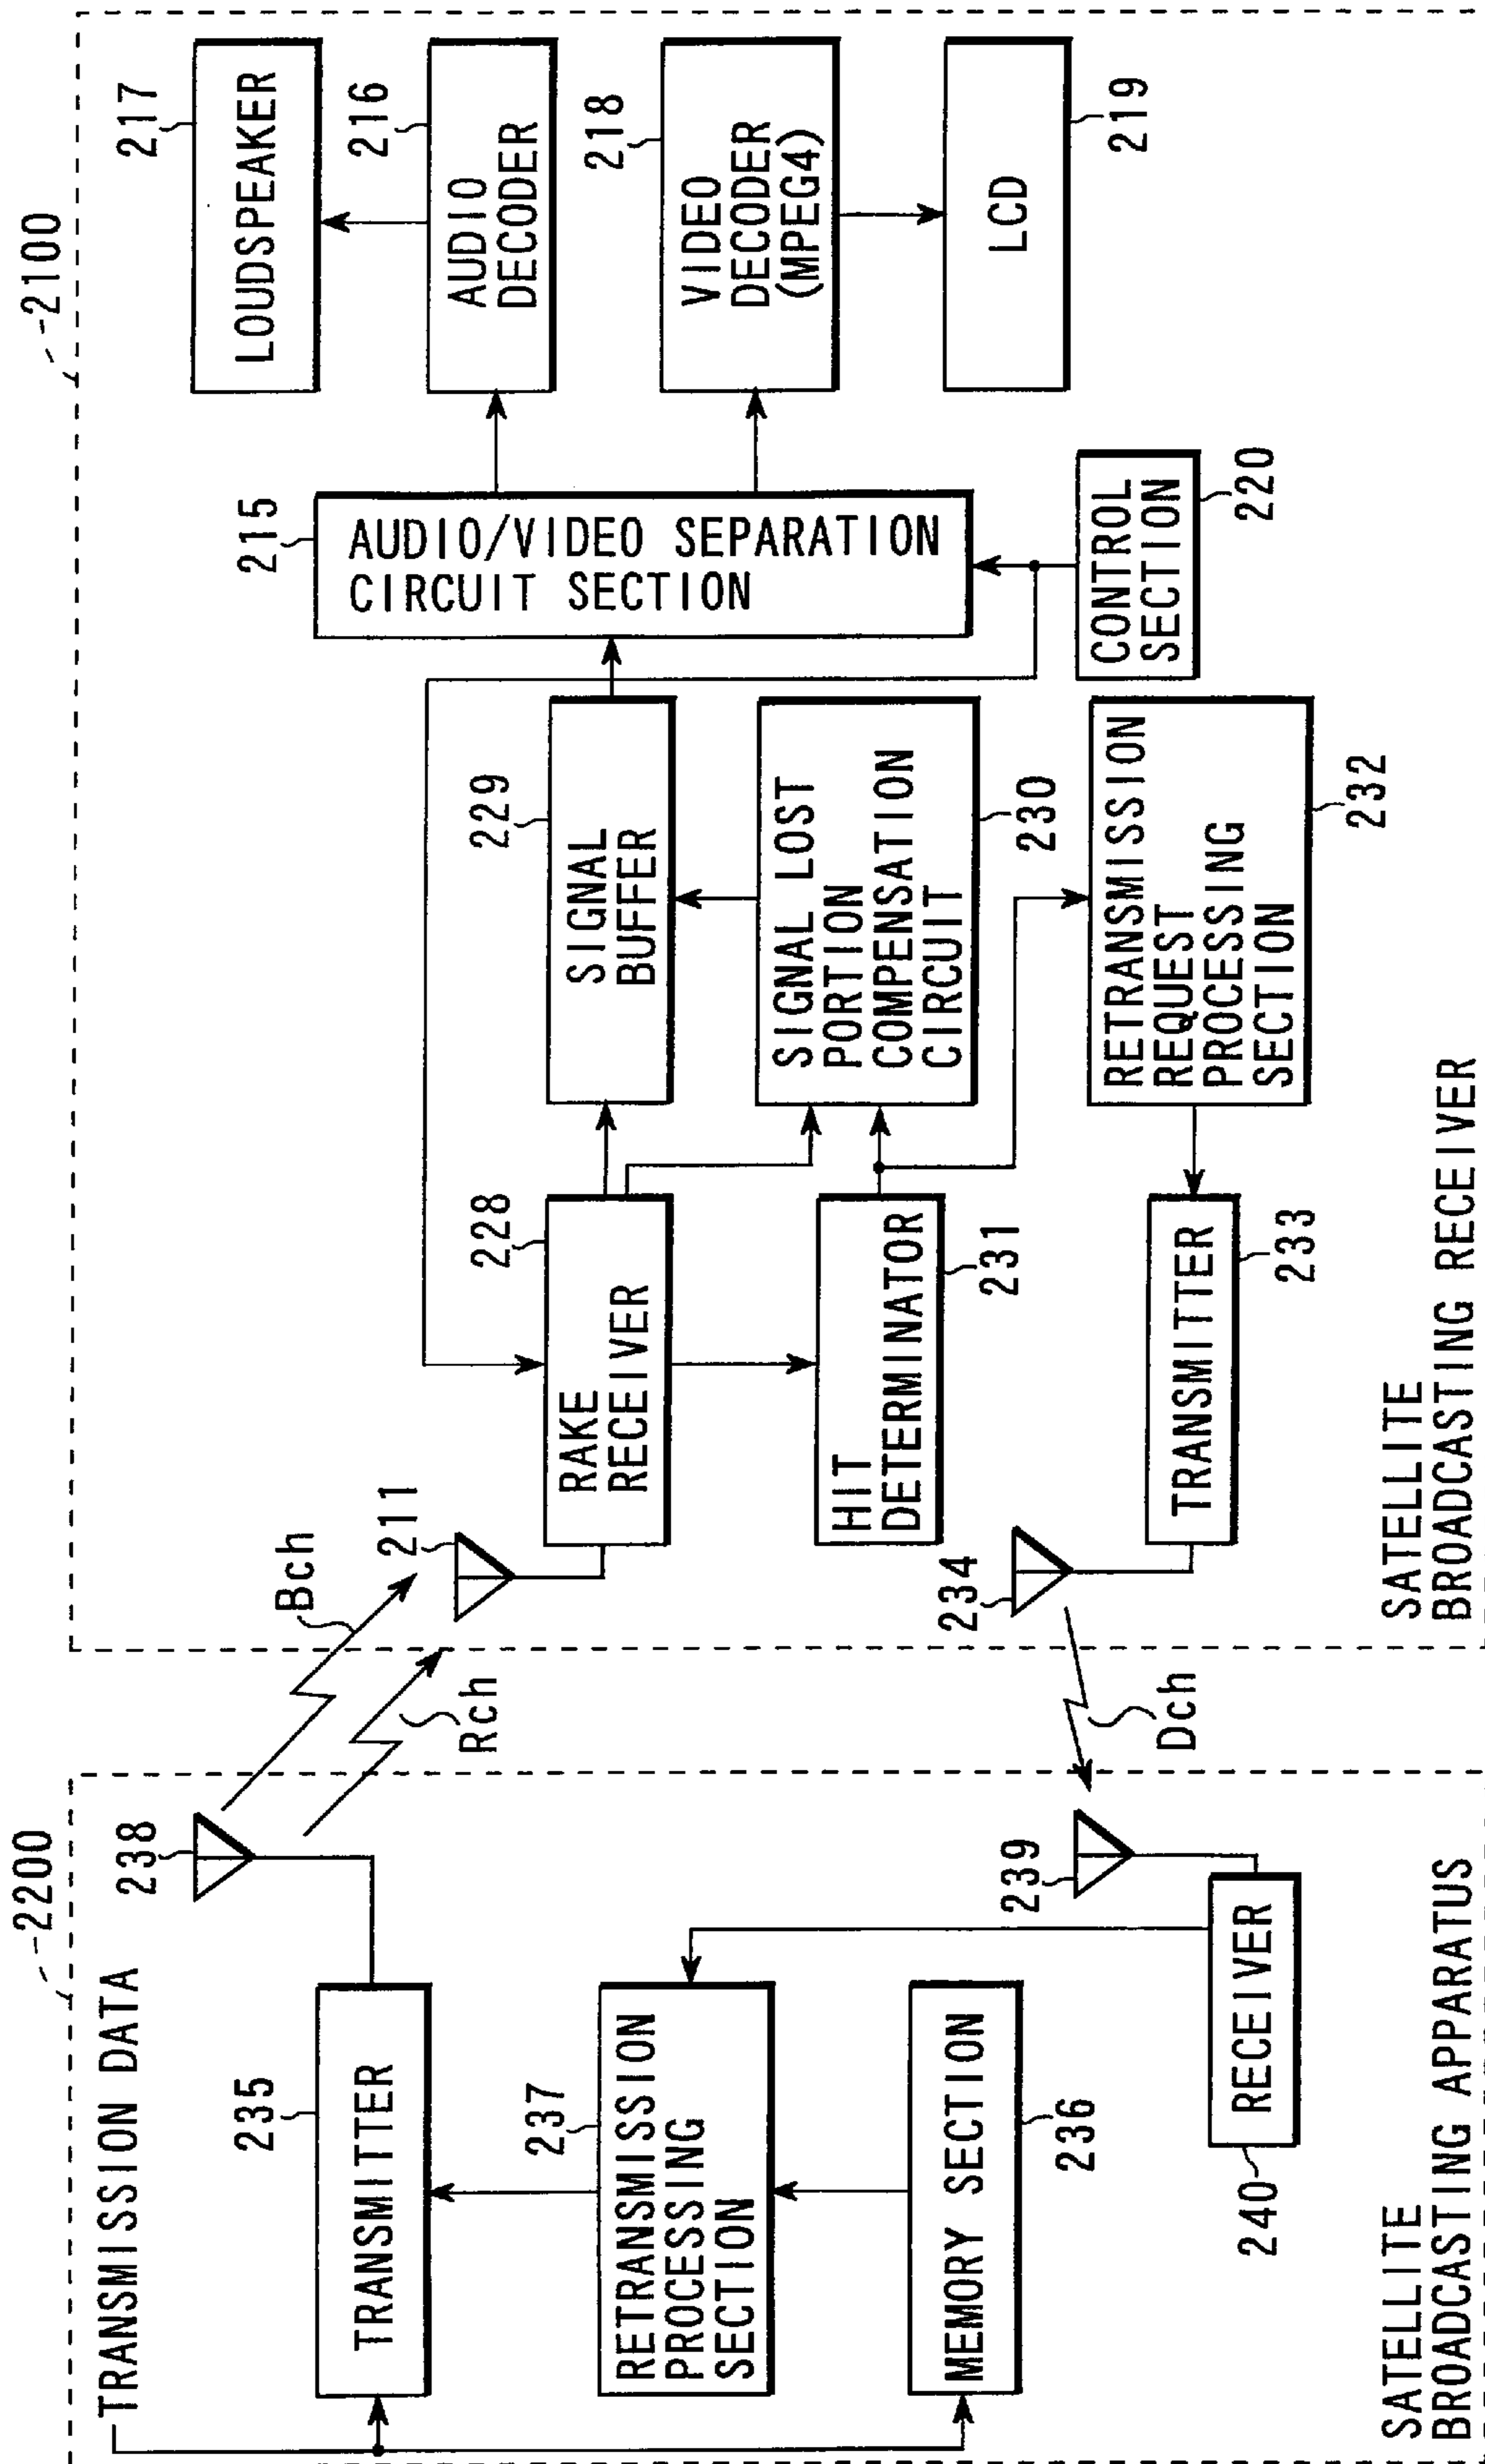 2200
TRANSMISSION DATA
235
TRANSMITTER
238
237
RETRANSMISSION
PROCESSING
SECTION
MEMORY SECTION
236
239
RECEIVER
240
SATELLITE
BROADCASTING APPARATUS
Bch
Rch
Dch
2100
211
228
RAKE
RECEIVER
229
SIGNAL
BUFFER
215
AUDIO/VIDEO SEPARATION
CIRCUIT SECTION
217
LOUDSPEAKER
216
AUDIO
DECODER
218
VIDEO
DECODER
(MPEG4)
LCD
219
HIT
DETERMINATOR
231
SIGNAL LOST
PORTION
COMPENSATION
CIRCUIT
230
CONTROL
SECTION
220
234
TRANSMITTER
233
RETRANSMISSION
REQUEST
PROCESSING
SECTION
232
SATELLITE
BROADCASTING RECEIVER